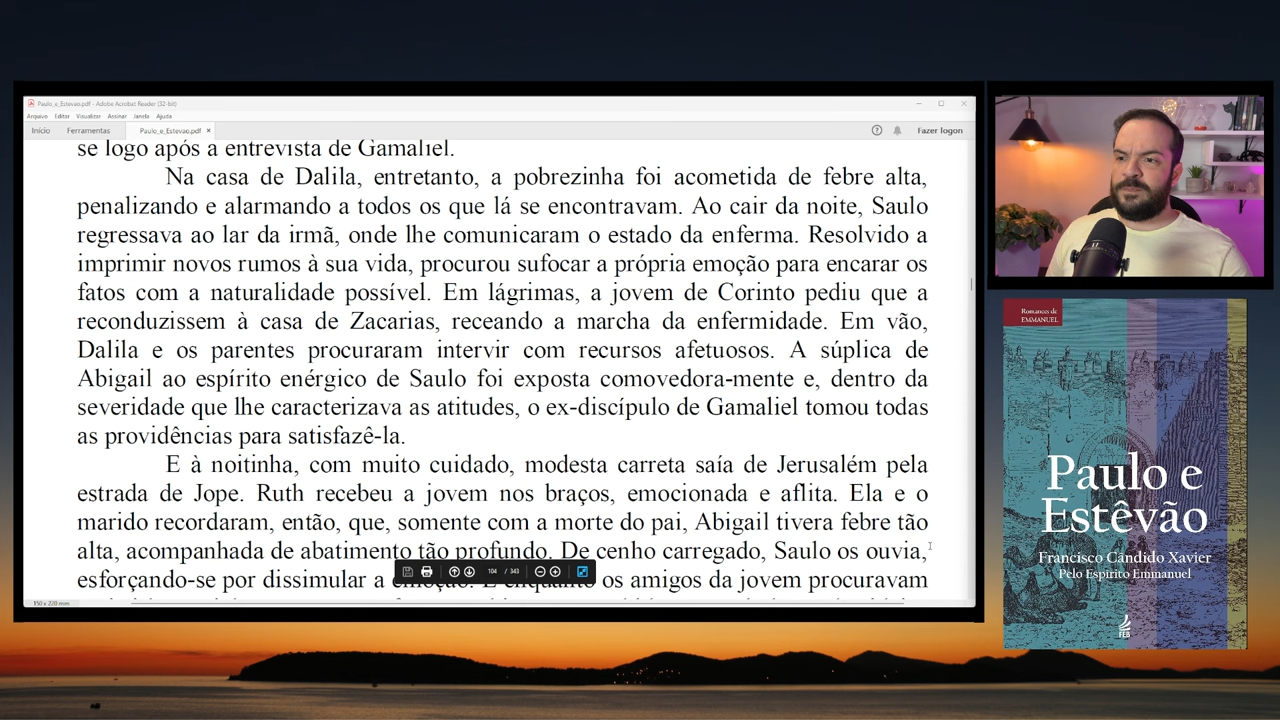 Paulo_e_Estevao.pdf - Adobe Acrobat Reader (32-bit)
Arquivo Editar Visualizar Assinar Janela Ajuda
Início Ferramentas Paulo_e_Estevao.pdf × Fazer logon
se logo após a entrevista de Gamaliel.
Na casa de Dalila, entretanto, a pobrezinha foi acometida de febre alta,
penalizando e alarmando a todos os que lá se encontravam. Ao cair da noite, Saulo
regressava ao lar da irmã, onde lhe comunicaram o estado da enferma. Resolvido a
imprimir novos rumos à sua vida, procurou sufocar a própria emoção para encarar os
fatos com a naturalidade possível. Em lágrimas, a jovem de Corinto pediu que a
reconduzissem à casa de Zacarias, receando a marcha da enfermidade. Em vão,
Dalila e os parentes procuraram intervir com recursos afetuosos. A súplica de
Abigail ao espírito enérgico de Saulo foi exposta comovedora-mente e, dentro da
severidade que lhe caracterizava as atitudes, o ex-discípulo de Gamaliel tomou todas
as providências para satisfazê-la.
E à noitinha, com muito cuidado, modesta carreta saía de Jerusalém pela
estrada de Jope. Ruth recebeu a jovem nos braços, emocionada e aflita. Ela e o
marido recordaram, então, que, somente com a morte do pai, Abigail tivera febre tão
alta, acompanhada de abatimento tão profundo. De cenho carregado, Saulo os ouvia,
esforçando-se por dissimular a os amigos da jovem procuravam
104 / 343
150 x 220 mm
Romances de
EMMANUEL
Paulo e
Estêvão
Francisco Cândido Xavier
Pelo Espírito Emmanuel
FEB